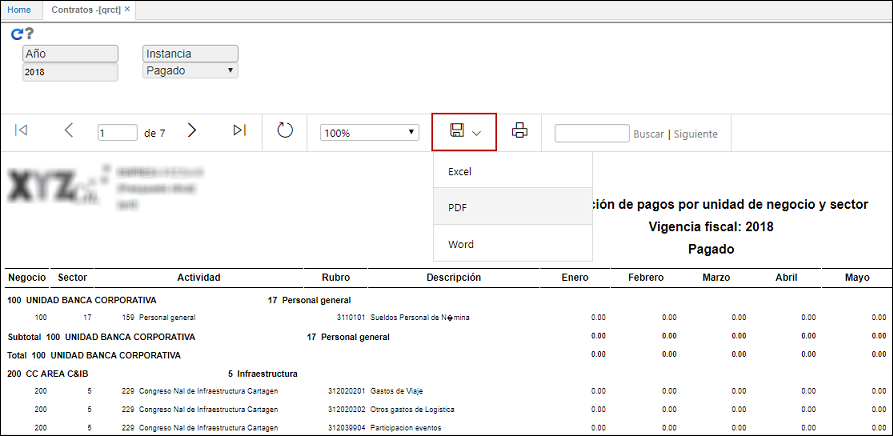 Home Contratos -[qrct] ×
?
Año Instancia
2018 Pagado
1 de 7 100% Buscar | Siguiente
Excel
PDF
Word
XYZ
ción de pagos por unidad de negocio y sector
Vigencia fiscal: 2018
Pagado
Negocio Sector Actividad Rubro Descripción Enero Febrero Marzo Abril Mayo
100 UNIDAD BANCA CORPORATIVA 17 Personal general
100 17 159 Personal general 3110101 Sueldos Personal de N�mina 0.00 0.00 0.00 0.00 0.00
Subtotal 100 UNIDAD BANCA CORPORATIVA 17 Personal general 0.00 0.00 0.00 0.00 0.00
Total 100 UNIDAD BANCA CORPORATIVA 0.00 0.00 0.00 0.00 0.00
200 CC AREA C&IB 5 Infraestructura
200 5 229 Congreso Nal de Infraestructura Cartagen 312020201 Gastos de Viaje 0.00 0.00 0.00 0.00 0.00
200 5 229 Congreso Nal de Infraestructura Cartagen 312020202 Otros gastos de Logistica 0.00 0.00 0.00 0.00 0.00
200 5 229 Congreso Nal de Infraestructura Cartagen 312039904 Participacion eventos 0.00 0.00 0.00 0.00 0.00